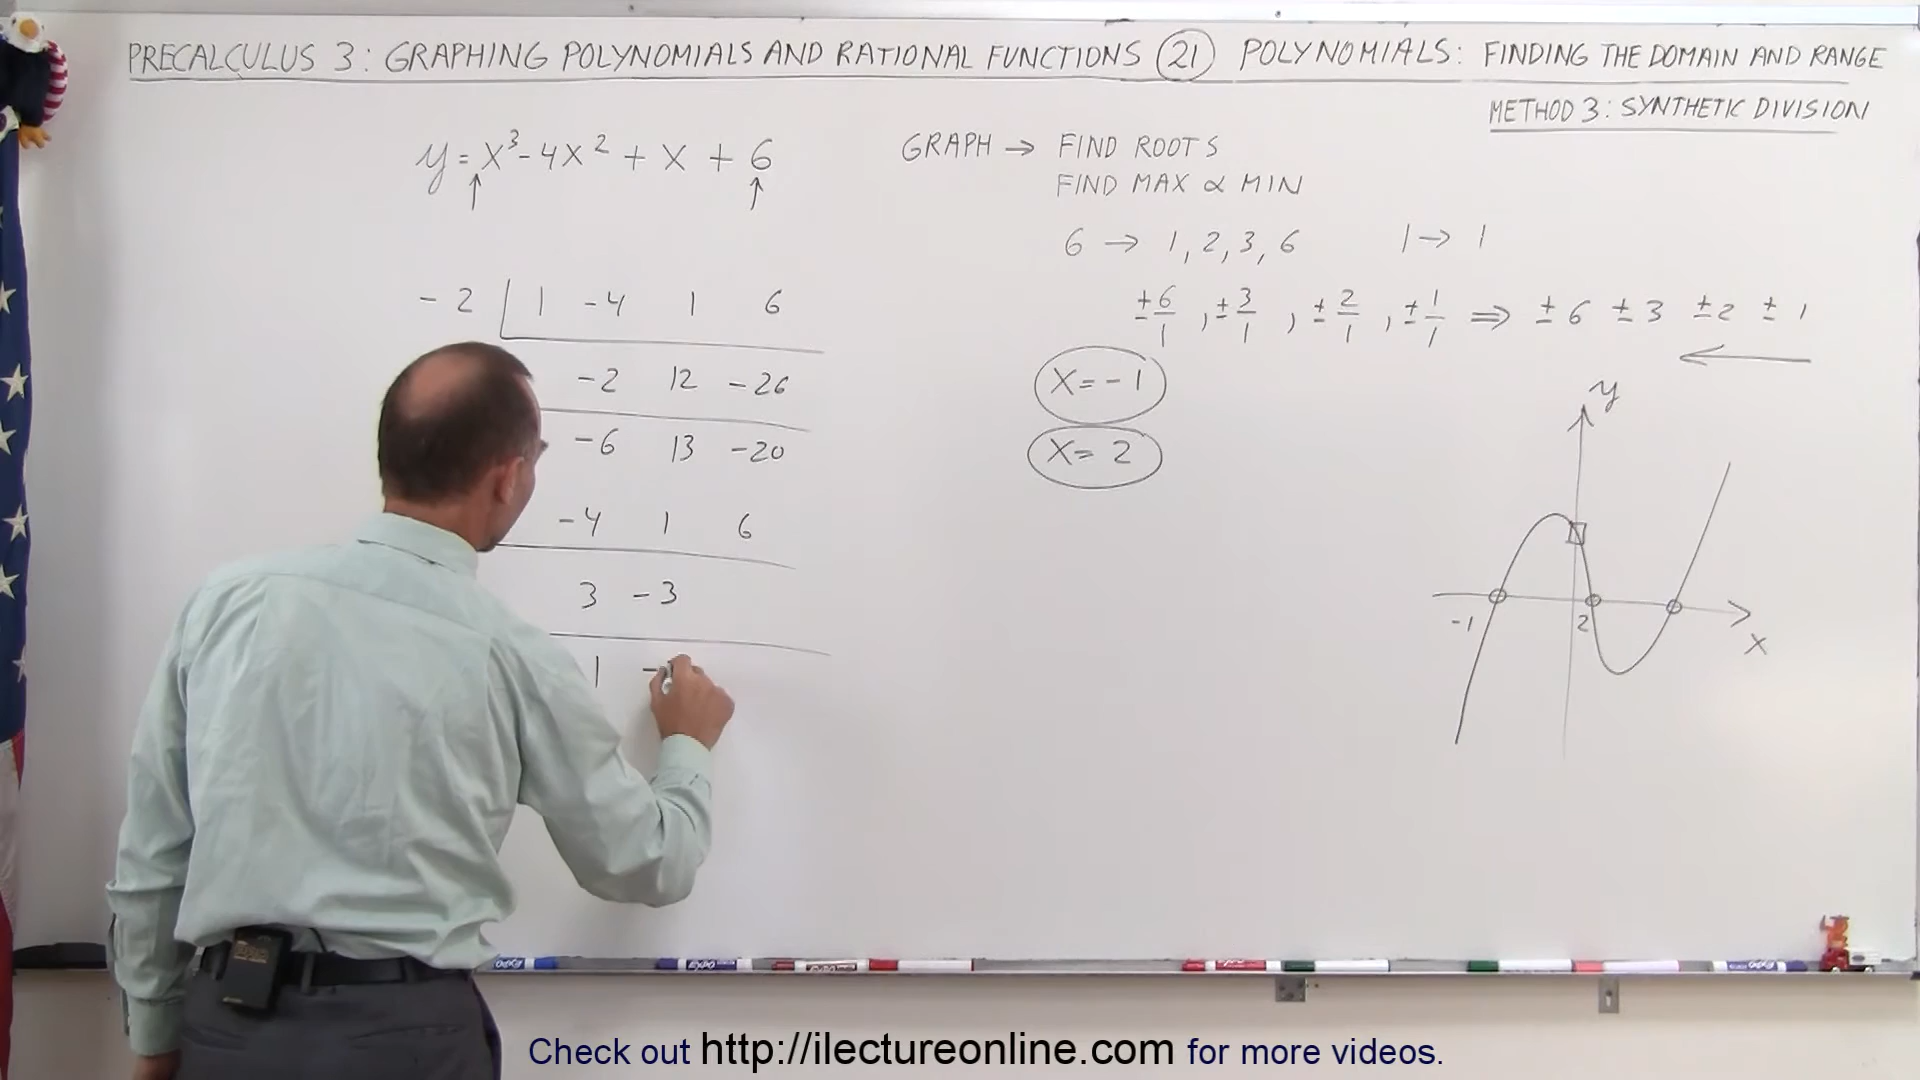 PRECALCULUS 3: GRAPHING POLYNOMIALS AND RATIONAL FUNCTIONS 21 POLYNOMIALS: FINDING THE DOMAIN AND RANGE
METHOD 3: SYNTHETIC DIVISION
y = x³ - 4x² + x + 6
GRAPH → FIND ROOTS
FIND MAX & MIN
6 → 1, 2, 3, 6 1 → 1
±6/1, ±3/1, ±2/1, ±1/1 ⇒ ±6 ±3 ±2 ±1
-2 1 -4 1 6
-2 12 -26
-6 13 -20
-4 1 6
3 -3
1 -
X = -1
X = 2
y
-1 2
x
Check out http://ilectureonline.com for more videos.